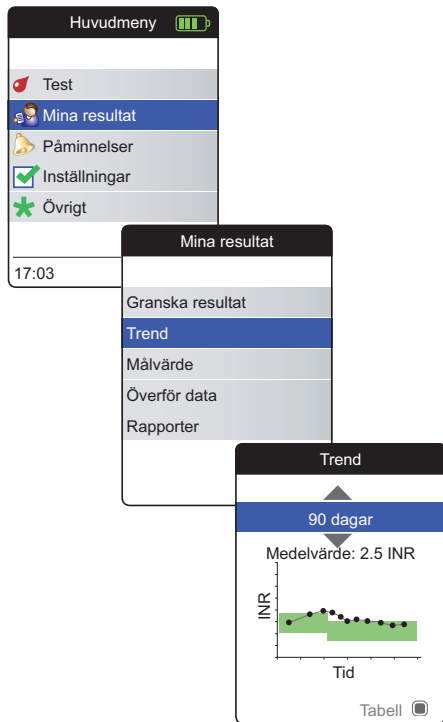 Huvudmeny
Test
Mina resultat
Påminnelser
Inställningar
Övrigt
17:03
Mina resultat
Granska resultat
Trend
Målvärde
Överför data
Rapporter
Trend
90 dagar
Medelvärde: 2.5 INR
INR
Tid
Tabell